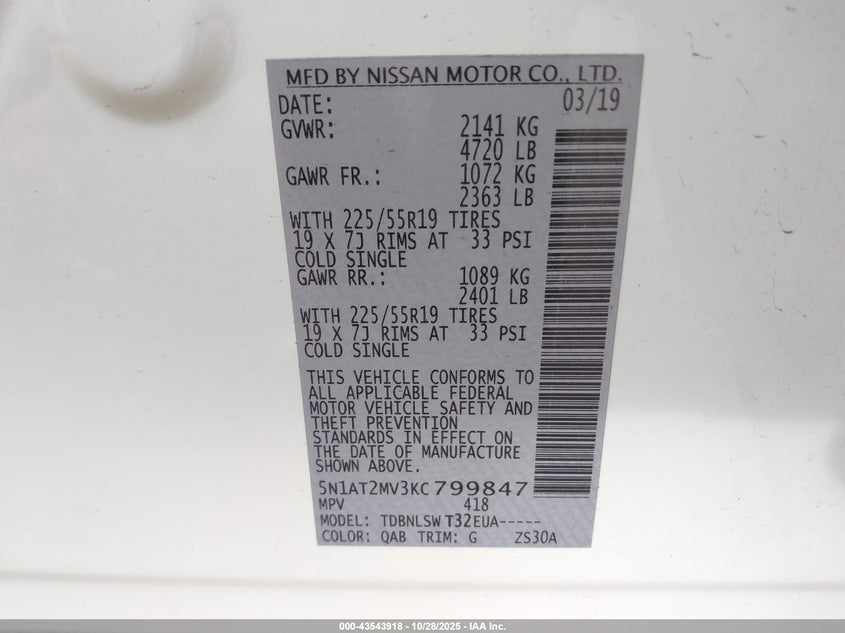 MFD BY NISSAN MOTOR CO., LTD.
DATE: 03/19
GVWR: 2141 KG
4720 LB
GAWR FR.: 1072 KG
2363 LB
WITH 225/55R19 TIRES
19 X 7J RIMS AT 33 PSI
COLD SINGLE
GAWR RR.: 1089 KG
2401 LB
WITH 225/55R19 TIRES
19 X 7J RIMS AT 33 PSI
COLD SINGLE
THIS VEHICLE CONFORMS TO
ALL APPLICABLE FEDERAL
MOTOR VEHICLE SAFETY AND
THEFT PREVENTION
STANDARDS IN EFFECT ON
THE DATE OF MANUFACTURE
SHOWN ABOVE.
5N1AT2MV3KC799847
MPV 418
MODEL: TDBNLSW T32EUA-----
COLOR: QAB TRIM: G ZS30A
000-43543918 - 10/28/2025 - IAA Inc.